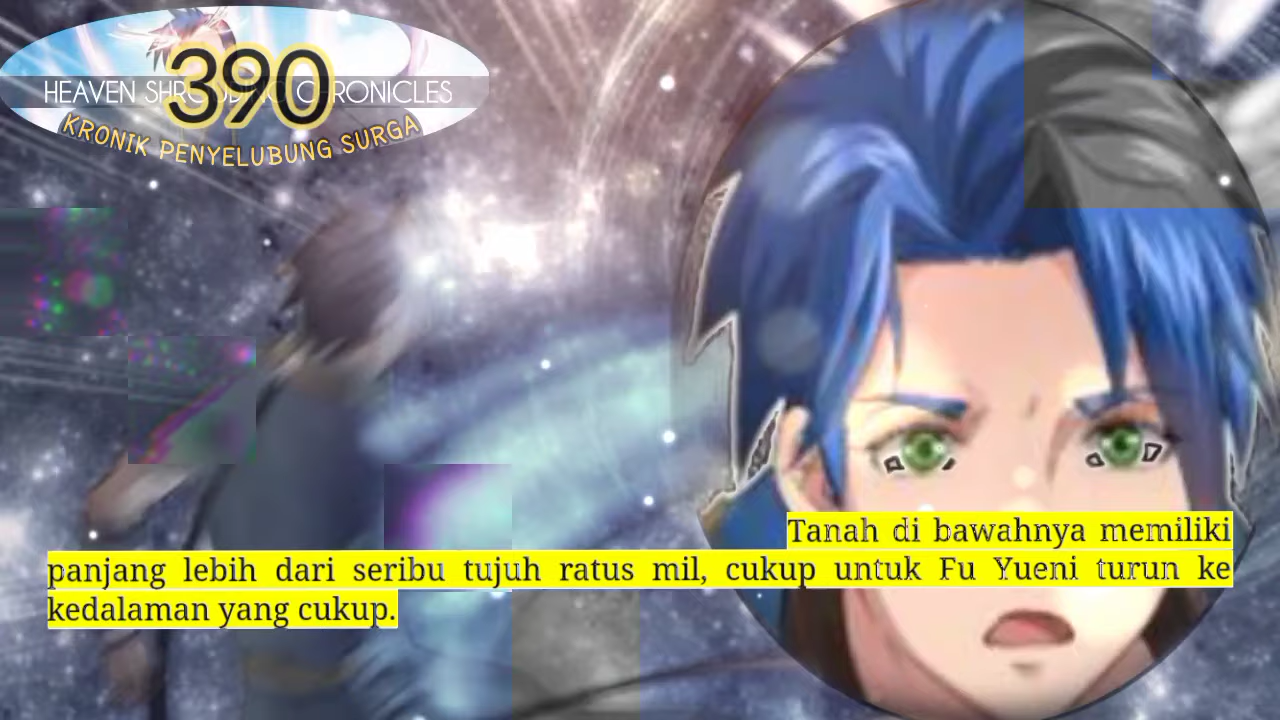 390
HEAVEN SHROUDING CHRONICLES
KRONIK PENYELUBUNG SURGA
Tanah di bawahnya memiliki
panjang lebih dari seribu tujuh ratus mil, cukup untuk Fu Yueni turun ke
kedalaman yang cukup.